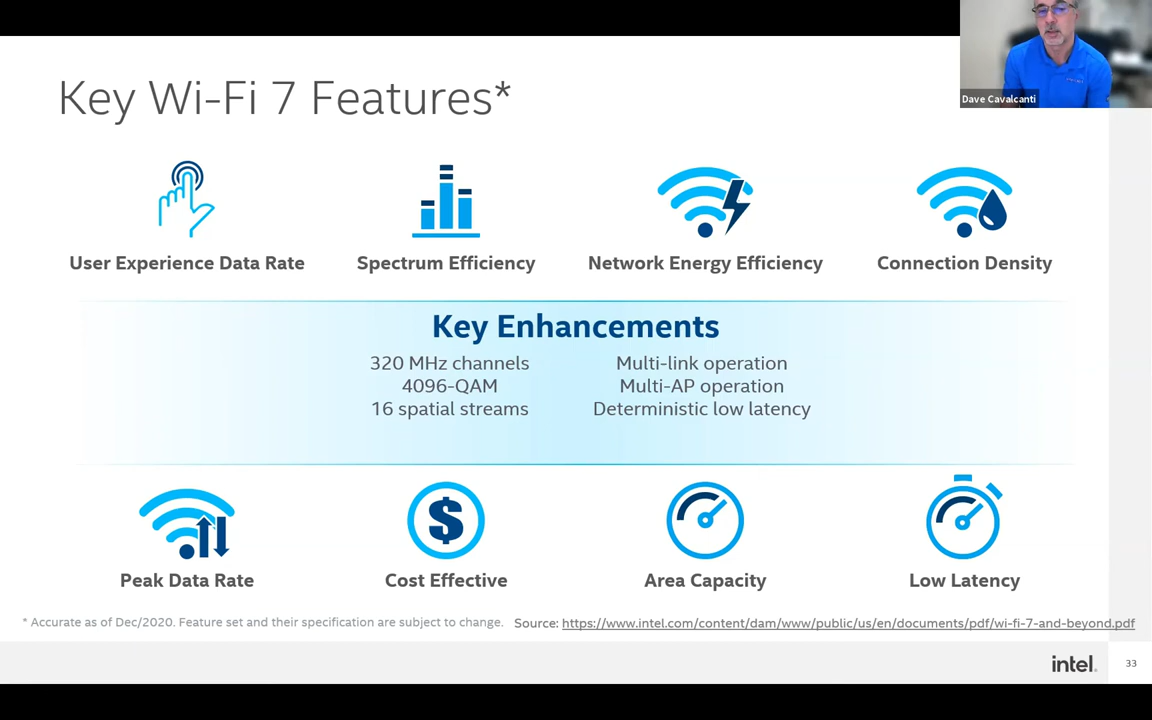 Key Wi-Fi 7 Features*
Dave Cavalcanti
User Experience Data Rate
Spectrum Efficiency
Network Energy Efficiency
Connection Density
Key Enhancements
320 MHz channels
4096-QAM
16 spatial streams
Multi-link operation
Multi-AP operation
Deterministic low latency
$
Peak Data Rate
Cost Effective
Area Capacity
Low Latency
* Accurate as of Dec/2020. Feature set and their specification are subject to change.
Source: https://www.intel.com/content/dam/www/public/us/en/documents/pdf/wi-fi-7-and-beyond.pdf
intel.
33